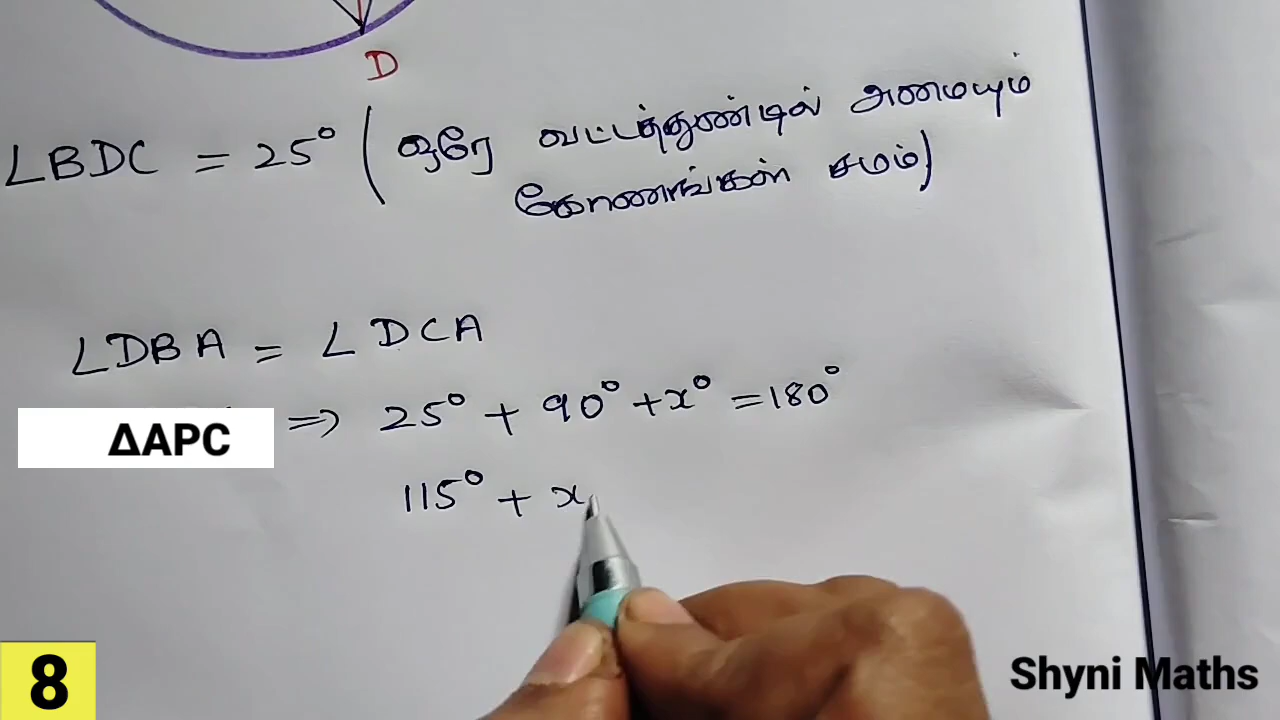 D
∠BDC = 25° (ஒரே வட்டத்துண்டில் அமையும்
கோணங்கள் சமம்)
∠DBA = ∠DCA
ΔAPC ⇒ 25° + 90° + x° = 180°
115° + x
8
Shyni Maths